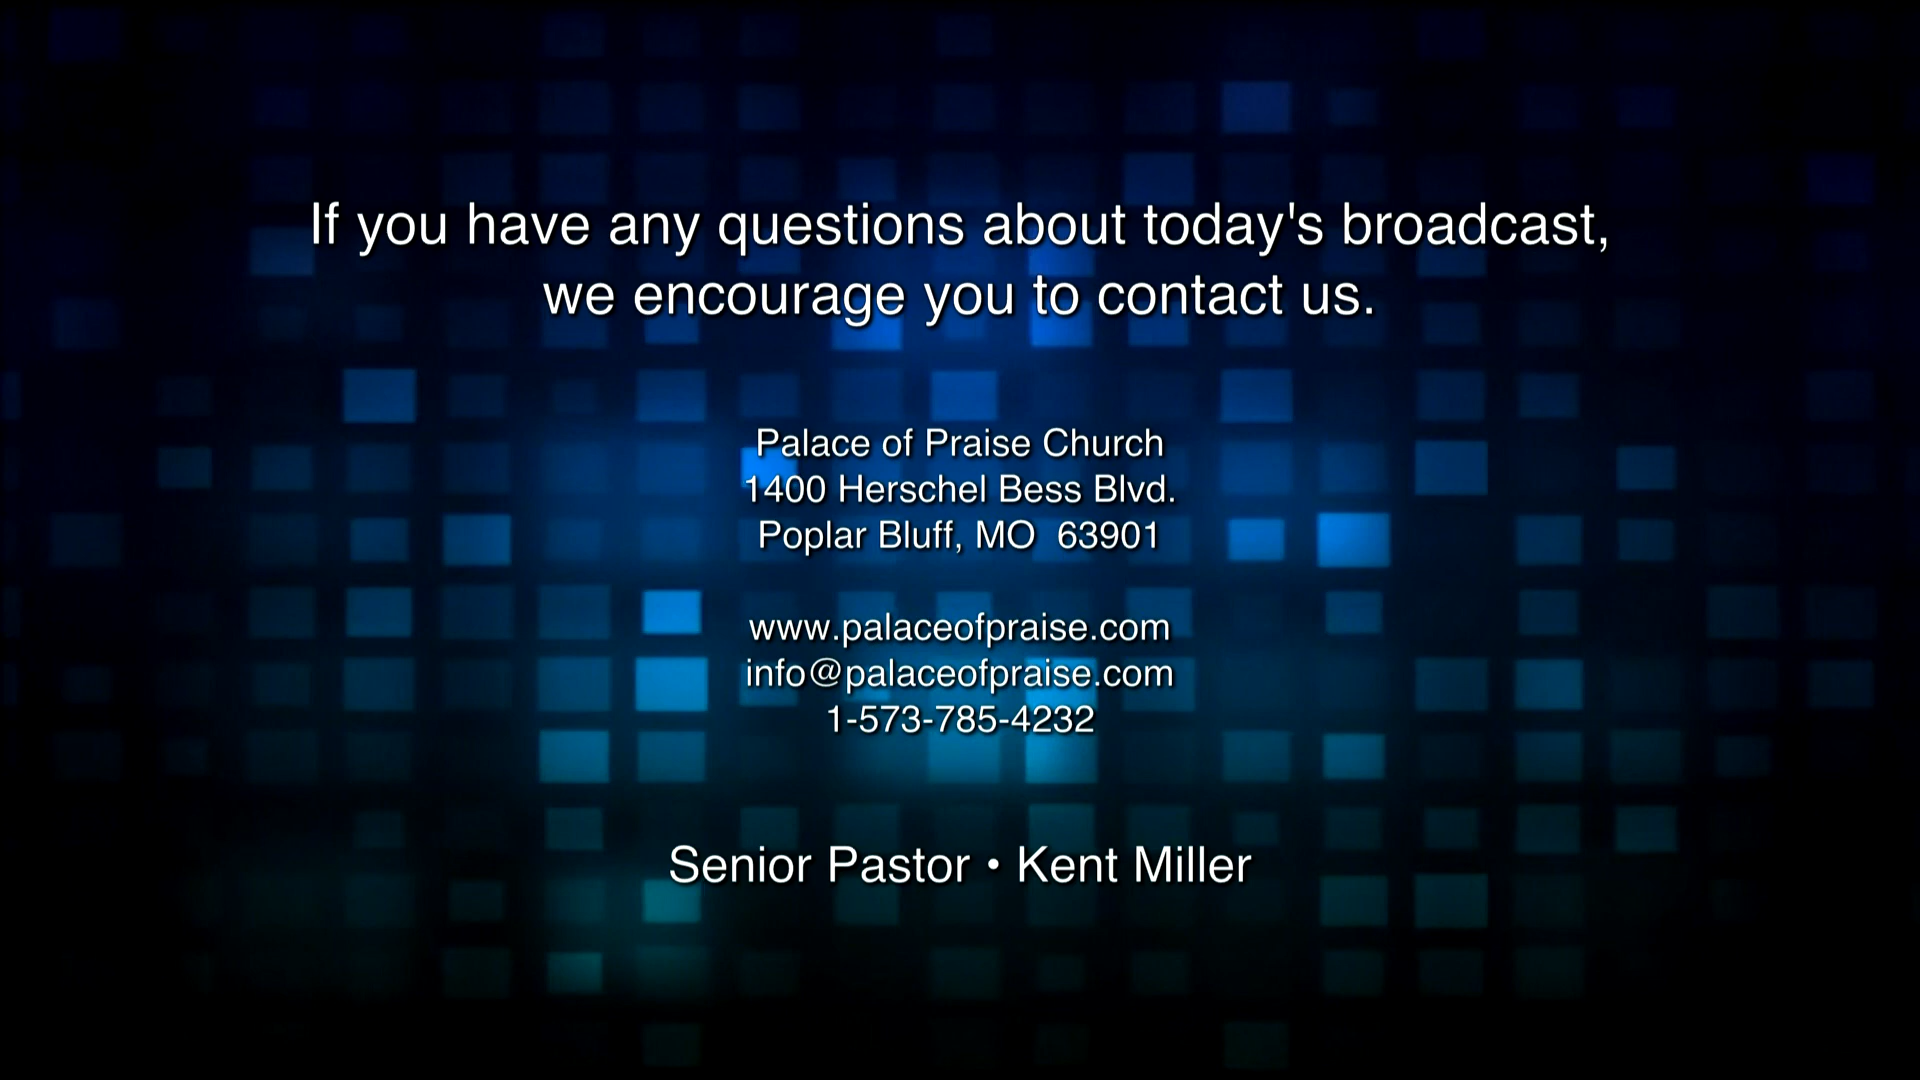 If you have any questions about today's broadcast,
we encourage you to contact us.
Palace of Praise Church
1400 Herschel Bess Blvd.
Poplar Bluff, MO  63901
www.palaceofpraise.com
info@palaceofpraise.com
1-573-785-4232
Senior Pastor • Kent Miller